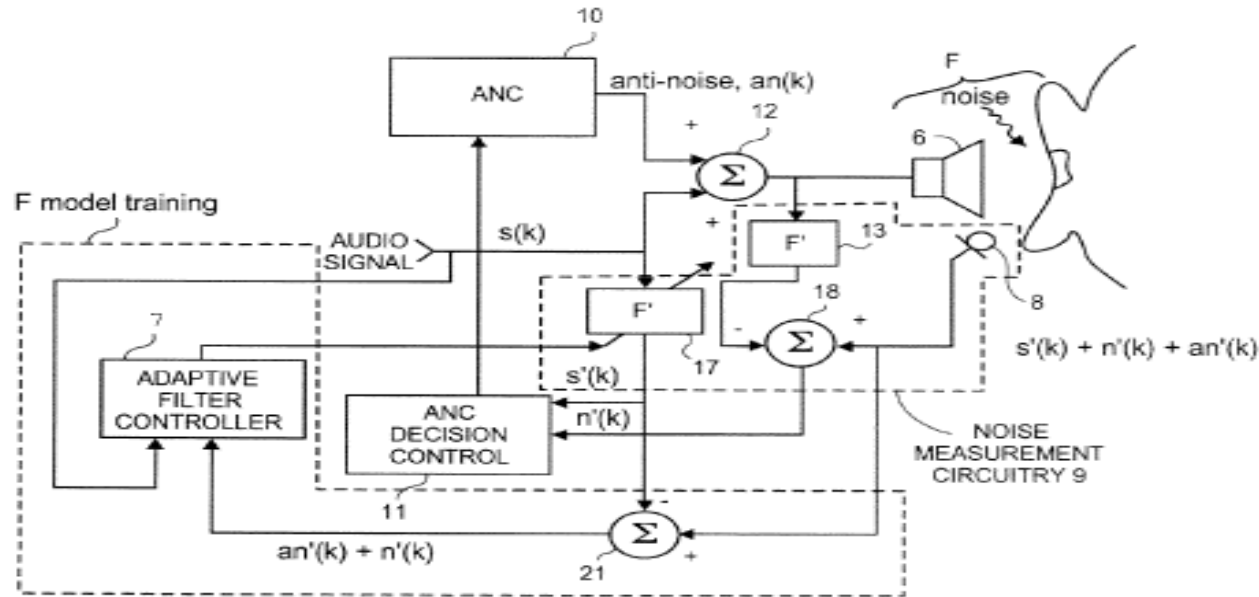 10
ANC
anti-noise, an(k)
F
noise
+
12
Σ
6
F model training
AUDIO
SIGNAL
s(k)
+
F'
13
8
7
F'
17
18
-
+
Σ
s'(k) + n'(k) + an'(k)
ADAPTIVE
FILTER
CONTROLLER
s'(k)
n'(k)
ANC
DECISION
CONTROL
11
NOISE
MEASUREMENT
CIRCUITRY 9
-
Σ
+
21
an'(k) + n'(k)